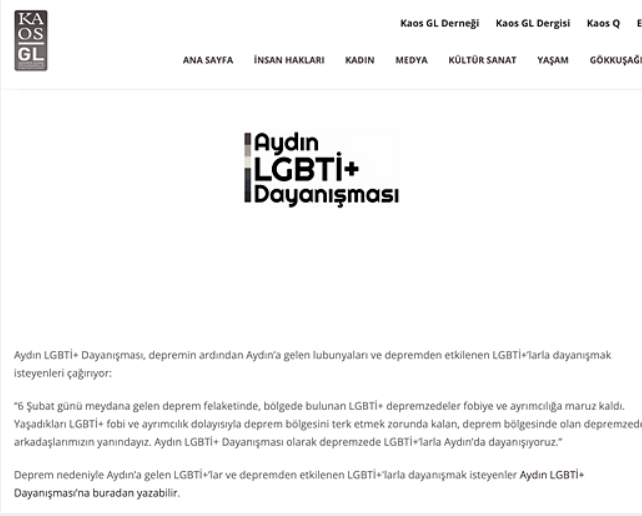 KA
OS
GL
Kaos GL Derneği Kaos GL Dergisi Kaos Q E
ANA SAYFA İNSAN HAKLARI KADIN MEDYA KÜLTÜR SANAT YAŞAM GÖKKUŞAĞI
Aydın
LGBTİ+
Dayanışması
Aydın LGBTİ+ Dayanışması, depremin ardından Aydın’a gelen lubunyaları ve depremden etkilenen LGBTİ+’larla dayanışmak
isteyenleri çağırıyor:
“6 Şubat günü meydana gelen deprem felaketinde, bölgede bulunan LGBTİ+ depremzedeler fobiye ve ayrımcılığa maruz kaldı.
Yaşadıkları LGBTİ+ fobi ve ayrımcılık dolayısıyla deprem bölgesini terk etmek zorunda kalan, deprem bölgesinde olan depremzede
arkadaşlarımızın yanındayız. Aydın LGBTİ+ Dayanışması olarak depremzede LGBTİ+’larla Aydın’da dayanışıyoruz.”
Deprem nedeniyle Aydın’a gelen LGBTİ+’lar ve depremden etkilenen LGBTİ+’larla dayanışmak isteyenler Aydın LGBTİ+
Dayanışması’na buradan yazabilir.